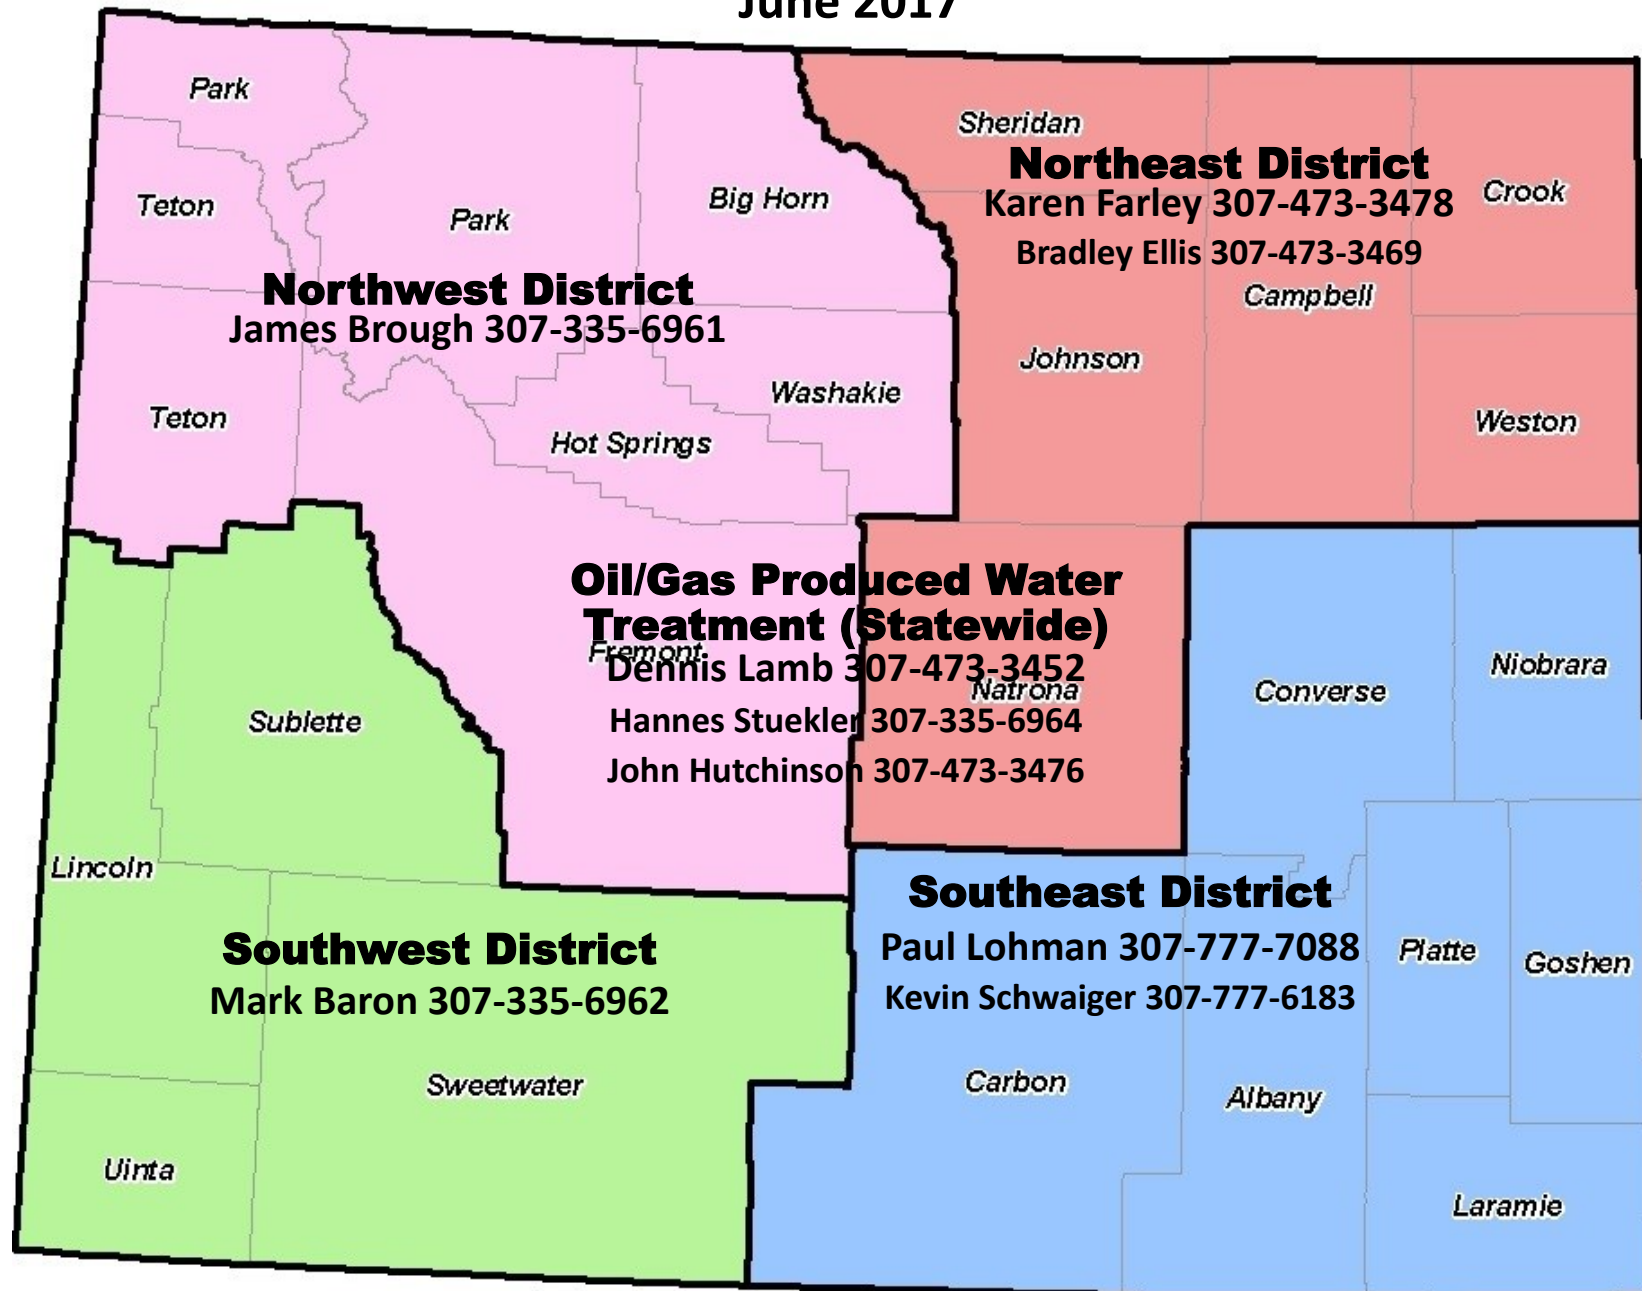 June 2017
Park
Sheridan
Northeast District
Karen Farley 307-473-3478
Bradley Ellis 307-473-3469
Crook
Teton
Park
Big Horn
Northwest District
James Brough 307-335-6961
Campbell
Johnson
Washakie
Teton
Hot Springs
Weston
Oil/Gas Produced Water
Treatment (Statewide)
Fremont
Dennis Lamb 307-473-3452
Natrona
Hannes Stuekler 307-335-6964
John Hutchinson 307-473-3476
Converse
Niobrara
Sublette
Lincoln
Southwest District
Mark Baron 307-335-6962
Southeast District
Paul Lohman 307-777-7088
Kevin Schwaiger 307-777-6183
Platte
Goshen
Sweetwater
Carbon
Albany
Uinta
Laramie